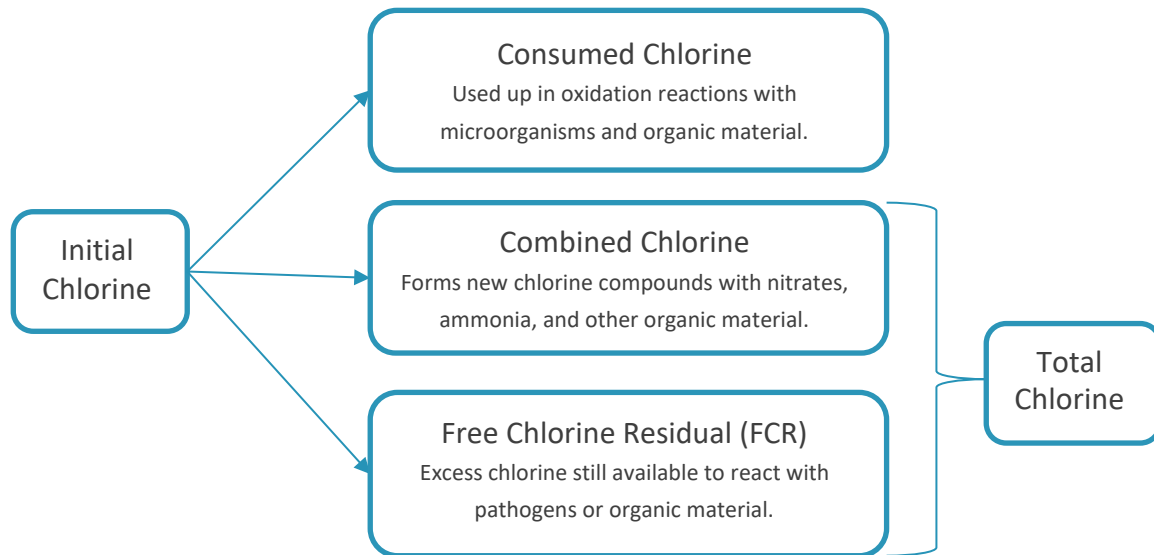 Initial
Chlorine
Consumed Chlorine
Used up in oxidation reactions with
microorganisms and organic material.
Combined Chlorine
Forms new chlorine compounds with nitrates,
ammonia, and other organic material.
Free Chlorine Residual (FCR)
Excess chlorine still available to react with
pathogens or organic material.
Total
Chlorine